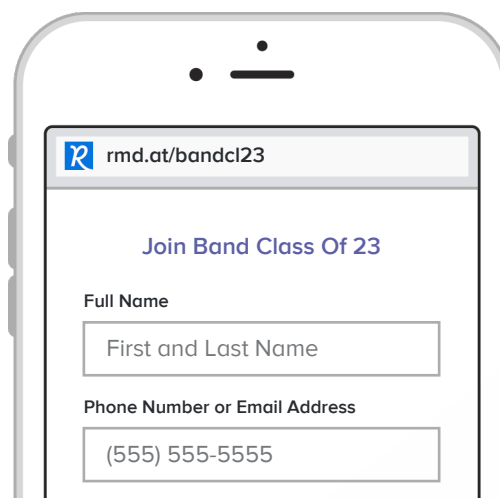 rmd.at/bandcl23
Join Band Class Of 23
Full Name
First and Last Name
Phone Number or Email Address
(555) 555-5555